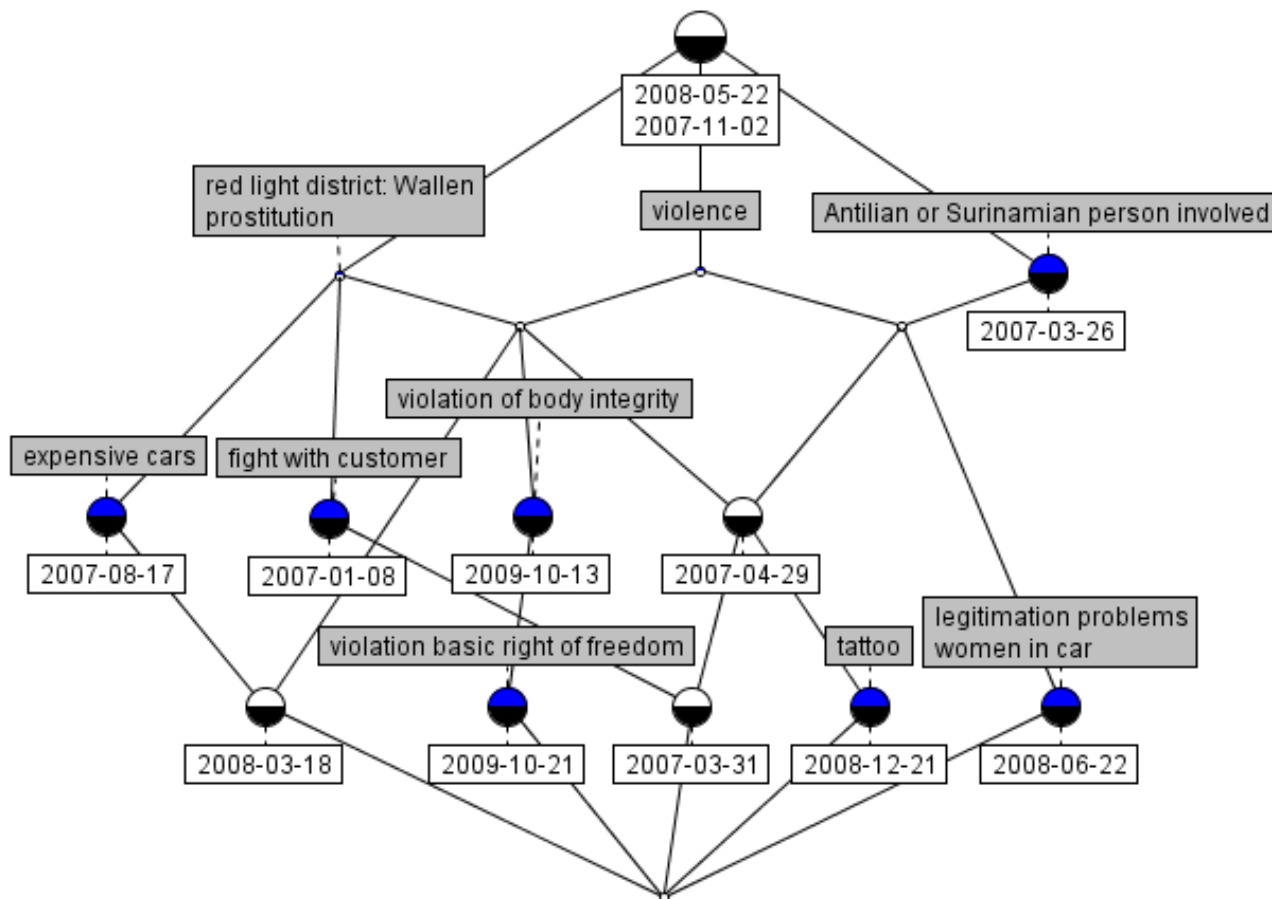 2008-05-22
2007-11-02
red light district: Wallen
prostitution
violence
Antilian or Surinamian person involved
2007-03-26
violation of body integrity
expensive cars
fight with customer
2007-08-17
2007-01-08
2009-10-13
2007-04-29
violation basic right of freedom
tattoo
legitimation problems
women in car
2008-03-18
2009-10-21
2007-03-31
2008-12-21
2008-06-22